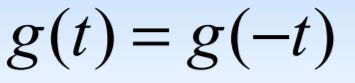 g(t) = g(−t)